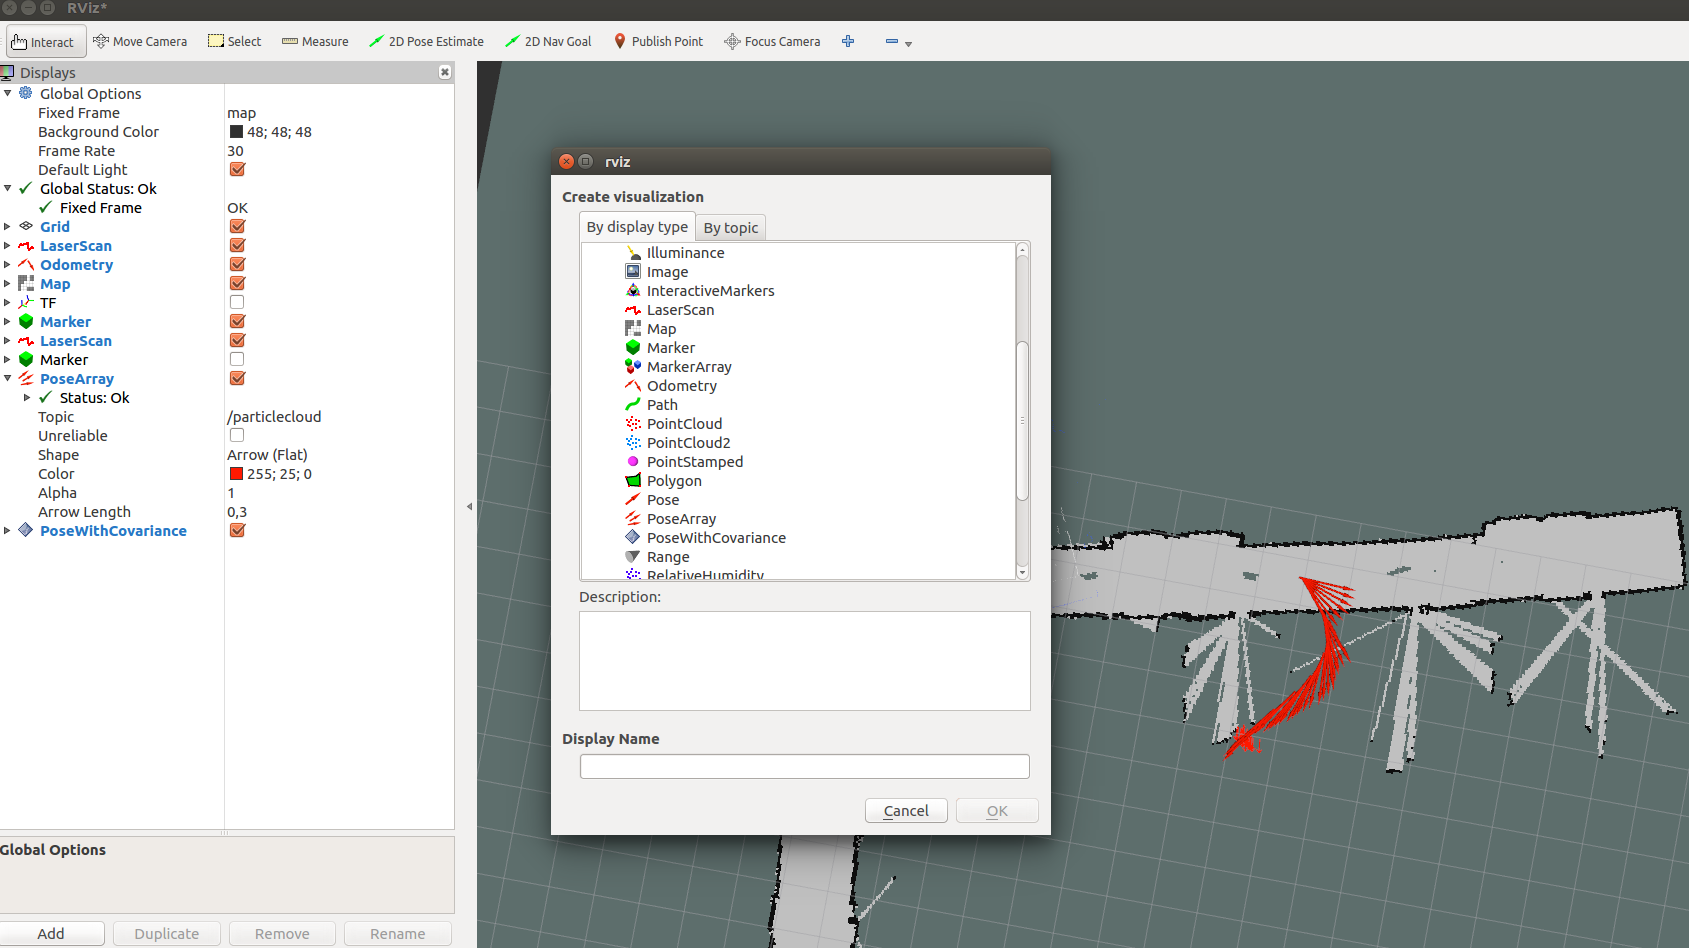 RViz*
Interact Move Camera Select Measure 2D Pose Estimate 2D Nav Goal Publish Point Focus Camera
Displays
Global Options
Fixed Frame map
Background Color 48; 48; 48
Frame Rate 30
Default Light
Global Status: Ok
Fixed Frame OK
Grid
LaserScan
Odometry
Map
TF
Marker
LaserScan
Marker
PoseArray
Status: Ok
Topic /particlecloud
Unreliable
Shape Arrow (Flat)
Color 255; 25; 0
Alpha 1
Arrow Length 0,3
PoseWithCovariance
Global Options
Add Duplicate Remove Rename
rviz
Create visualization
By display type By topic
Illuminance
Image
InteractiveMarkers
LaserScan
Map
Marker
MarkerArray
Odometry
Path
PointCloud
PointCloud2
PointStamped
Polygon
Pose
PoseArray
PoseWithCovariance
Range
RelativeHumidity
Description:
Display Name
Cancel OK